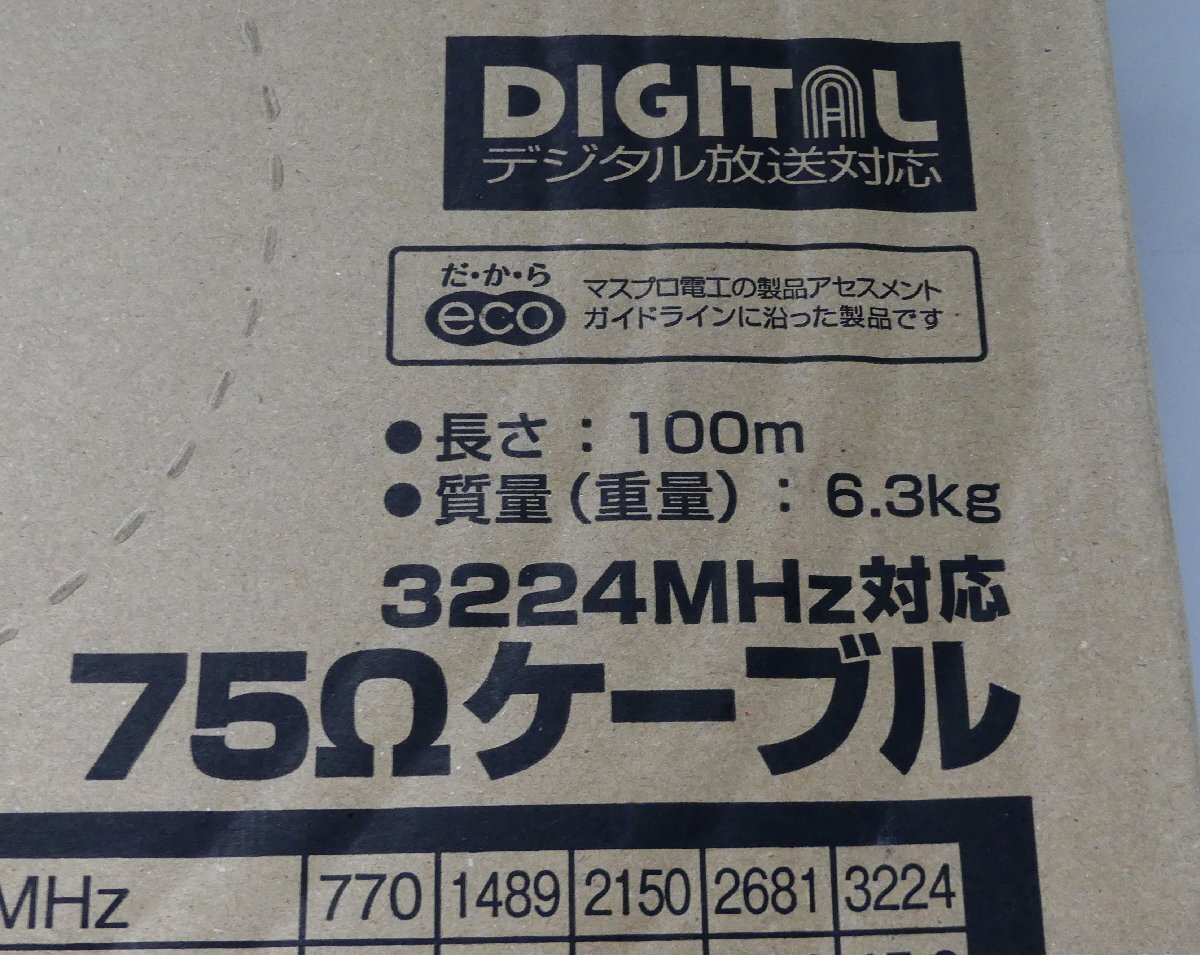 DIGITAL
デジタル放送対応
だ・か・ら
eco
マスプロ電工の製品アセスメント
ガイドラインに沿った製品です
●長さ：100m
●質量(重量)：6.3kg
3224MHz対応
75Ωケーブル
MHz 770 1489 2150 2681 3224